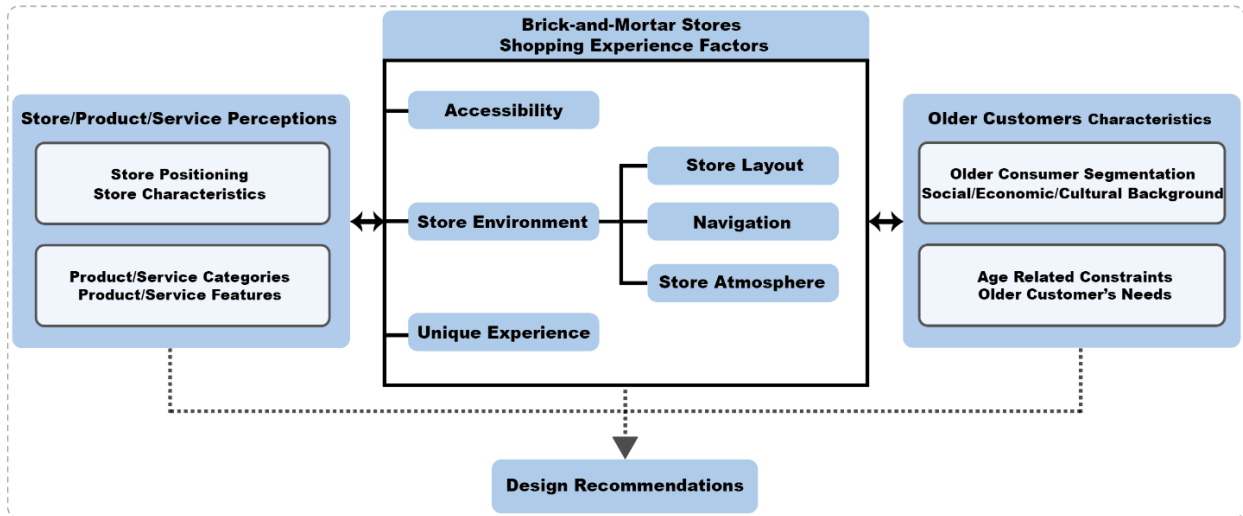 Brick-and-Mortar Stores
Shopping Experience Factors
Store/Product/Service Perceptions
Store Positioning
Store Characteristics
Product/Service Categories
Product/Service Features
Accessibility
Store Environment
Unique Experience
Store Layout
Navigation
Store Atmosphere
Older Customers Characteristics
Older Consumer Segmentation
Social/Economic/Cultural Background
Age Related Constraints
Older Customer's Needs
Design Recommendations